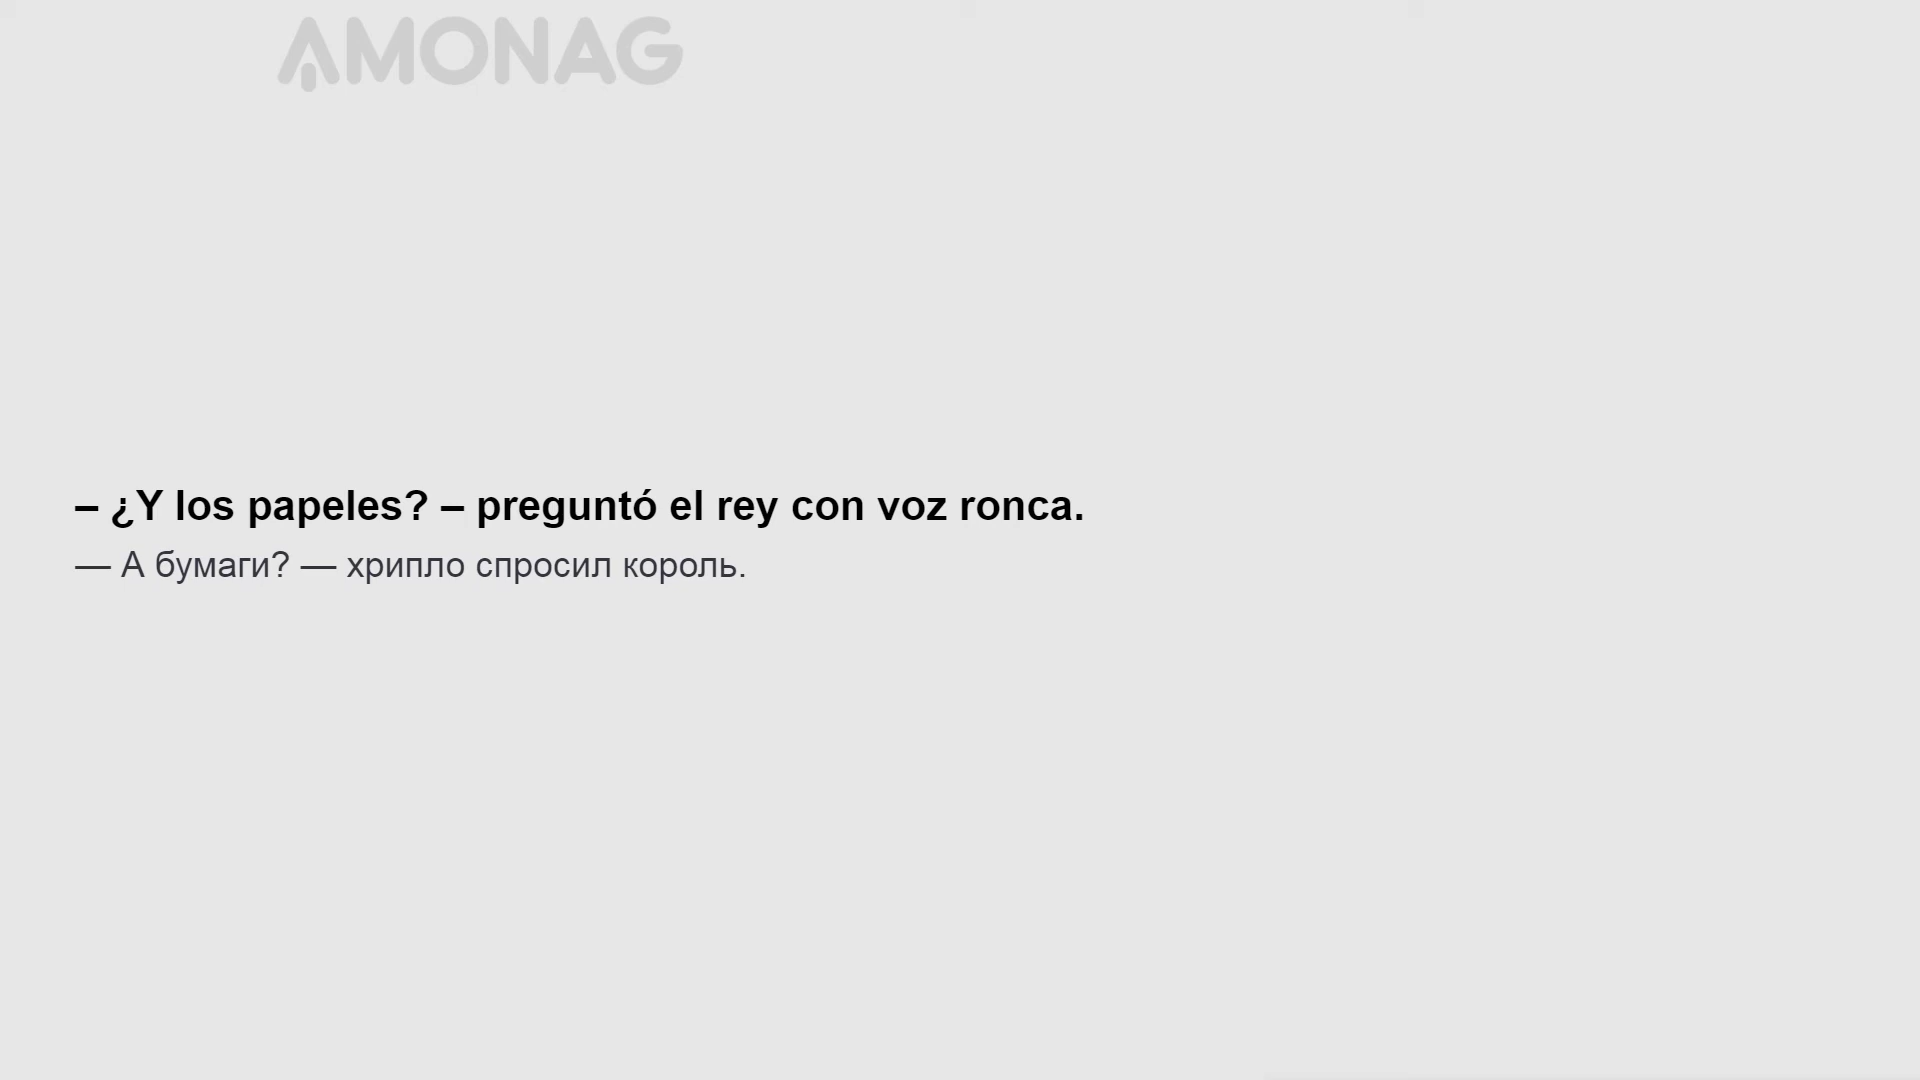 AMONAG
– ¿Y los papeles? – preguntó el rey con voz ronca.
— А бумаги? — хрипло спросил король.